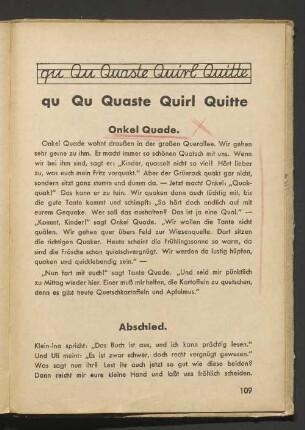 qu Qu Quaste Quirl Quitte
qu Qu Quaste Quirl Quitte
Onkel Quade.
Onkel Quade wohnt draußen in der großen Querallee. Wir gehen
sehr gerne zu ihm. Er macht immer so schönen Quatsch mit uns. Wenn
wir bei ihm sind, sagt er: „Kinder, quasselt nicht so viel! Hört lieber
zu, was euch mein Fritz vorquakt.“ Aber der Grünrock quakt gar nicht,
sondern sitzt ganz stumm und dumm da. — Jetzt macht Onkel: „Quak-
quak!“ Das kann er zu fein. Wir quaken dann auch tüchtig mit, bis
die gute Tante kommt und schimpft: „So hört doch endlich auf mit
eurem Gequake. Wer soll das aushalten? Das ist ja eine Qual.“ —
„Kommt, Kinder!“ sagt Onkel Quade. „Wir wollen die Tante nicht
quälen. Wir gehen quer übers Feld zur Wiesenquelle. Dort sitzen
die richtigen Quaker. Heute scheint die Frühlingssonne so warm, da
sind die Frösche schon quietschvergnügt. Wir werden da lustig hüpfen,
quaken und quicklebendig sein.“ —
„Nun fort mit euch!“ sagt Tante Quade. „Und seid mir pünktlich
zu Mittag wieder hier. Einer muß mirhelfen, die Kartoffeln zu quetschen,
denn es gibt heute Quetschkartoffeln und Apfelmus.“
Abschied.
Klein-Ina spricht: „Das Buch ist aus, und ich kann prächtig lesen.“
Und Uli meint: „Es ist zwar schwer, doch recht vergnügt gewesen.“
Was sagt nun ihr? Lest ihr auch jetzt so gut wie diese beiden?
Dann reicht mir eure kleine Hand und laßt uns fröhlich scheiden.
109